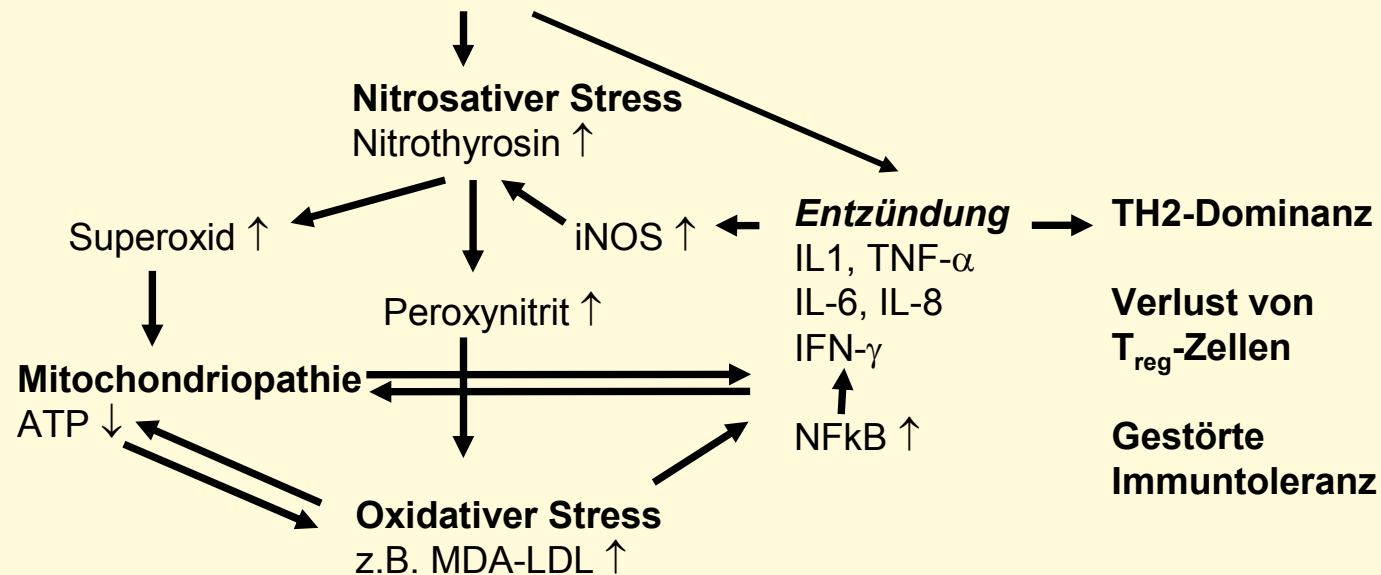 Nitrosativer Stress
Nitrothyrosin ↑
Superoxid ↑
iNOS ↑
Peroxynitrit ↑
Mitochondriopathie
ATP ↓
Oxidativer Stress
z.B. MDA-LDL ↑
Entzündung
IL1, TNF-α
IL-6, IL-8
IFN-γ
NFkB ↑
TH2-Dominanz
Verlust von
Treg-Zellen
Gestörte
Immuntoleranz